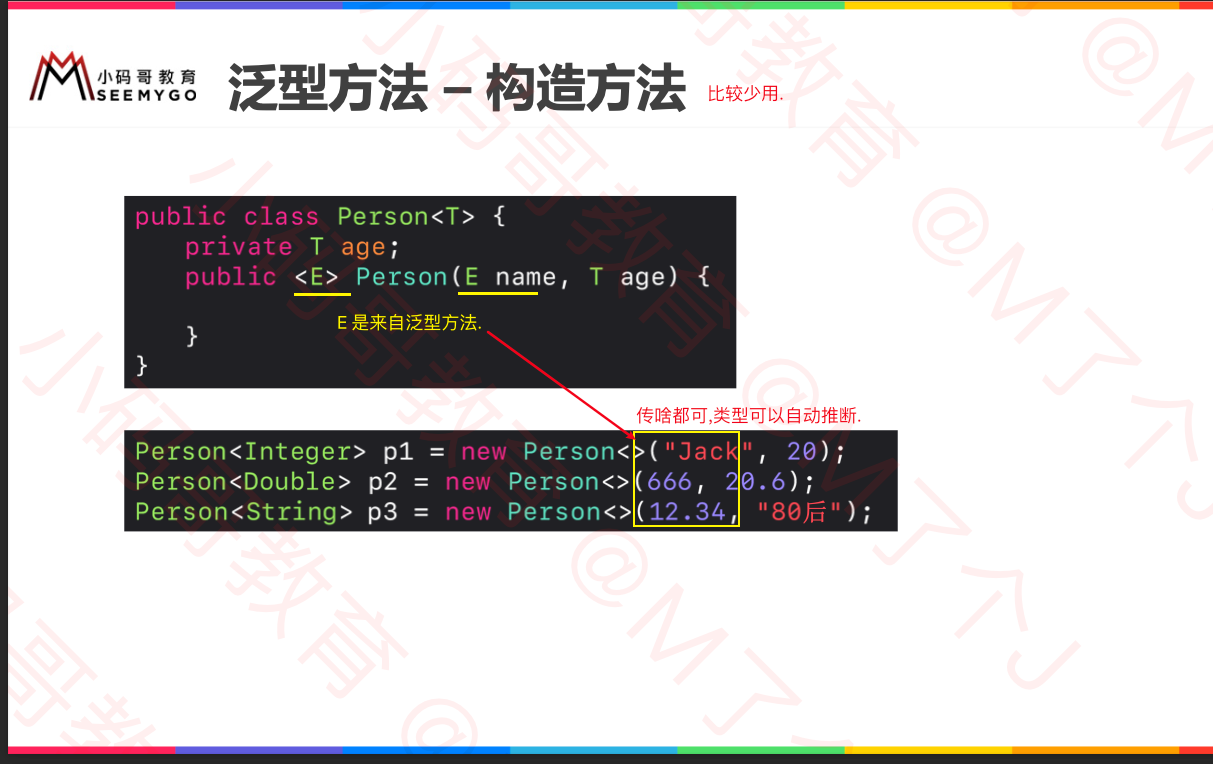 小码哥教育
SEEMYGO
泛型方法 – 构造方法
比较少用.
public class Person<T> {
private T age;
public <E> Person(E name, T age) {
E 是来自泛型方法.
}
}
传啥都可,类型可以自动推断.
Person<Integer> p1 = new Person<>("Jack", 20);
Person<Double> p2 = new Person<>(666, 20.6);
Person<String> p3 = new Person<>(12.34, "80后");
小码哥教育 @M了个J